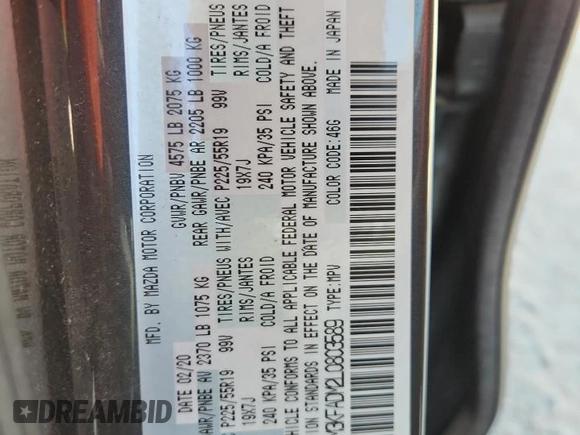 MFD. BY MAZDA MOTOR CORPORATION
DATE 02/20 GVWR/PNBV 4575 LB 2075 KG
GAWR/PNBE AV 2370 LB 1075 KG REAR GAWR/PNBE AR 2205 LB 1000 KG
P225/55R19 99V TIRES/PNEUS WITH/AVEC P225/55R19 99V TIRES/PNEUS
19X7J RIMS/JANTES 19X7J RIMS/JANTES
240 KPA/35 PSI COLD/A FROID 240 KPA/35 PSI COLD/A FROID
CONFORMS TO ALL APPLICABLE FEDERAL MOTOR VEHICLE SAFETY AND THEFT
STANDARDS IN EFFECT ON THE DATE OF MANUFACTURE SHOWN ABOVE.
3KFADM2L0803589 TYPE:MPV COLOR CODE:46G MADE IN JAPAN
DREAMBID.COM